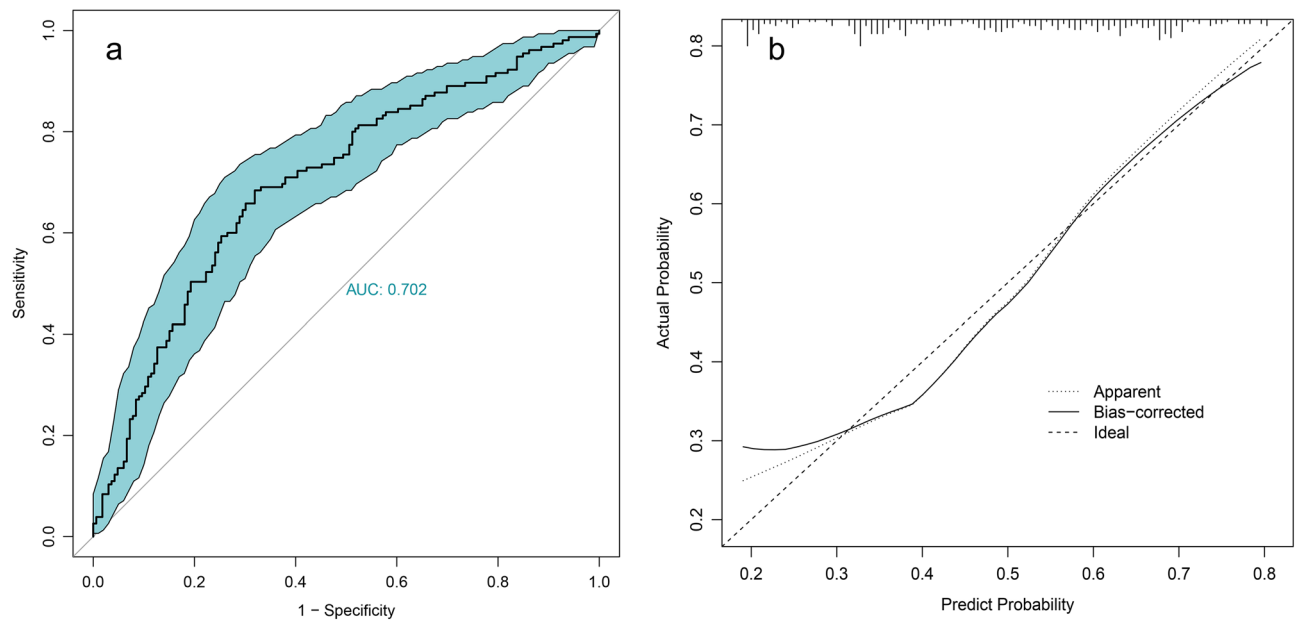 a
1.0
0.8
0.6
0.4
0.2
0.0
Sensitivity
AUC: 0.702
0.0 0.2 0.4 0.6 0.8 1.0
1 − Specificity
b
0.8
0.7
0.6
0.5
0.4
0.3
0.2
Actual Probability
Apparent
Bias−corrected
Ideal
0.2 0.3 0.4 0.5 0.6 0.7 0.8
Predict Probability